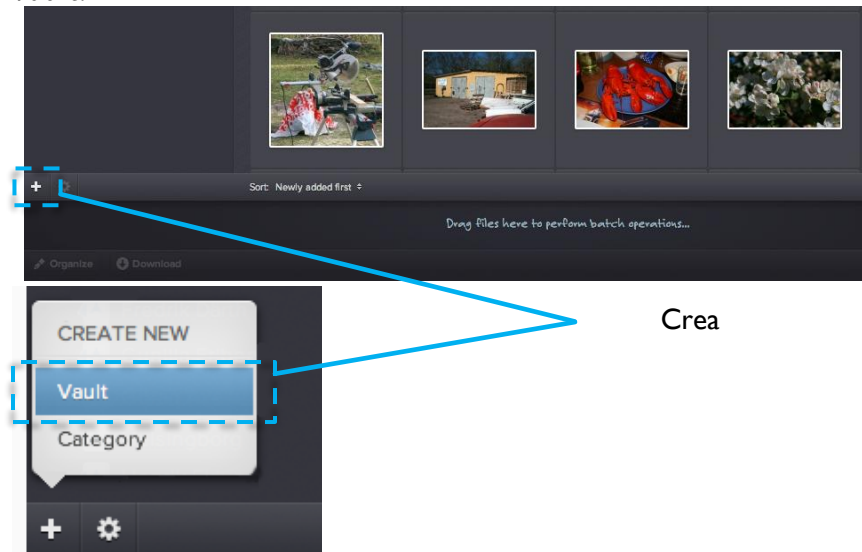 Sort: Newly added first
Drag files here to perform batch operations...
Organize Download
Crea
CREATE NEW
Vault
Category